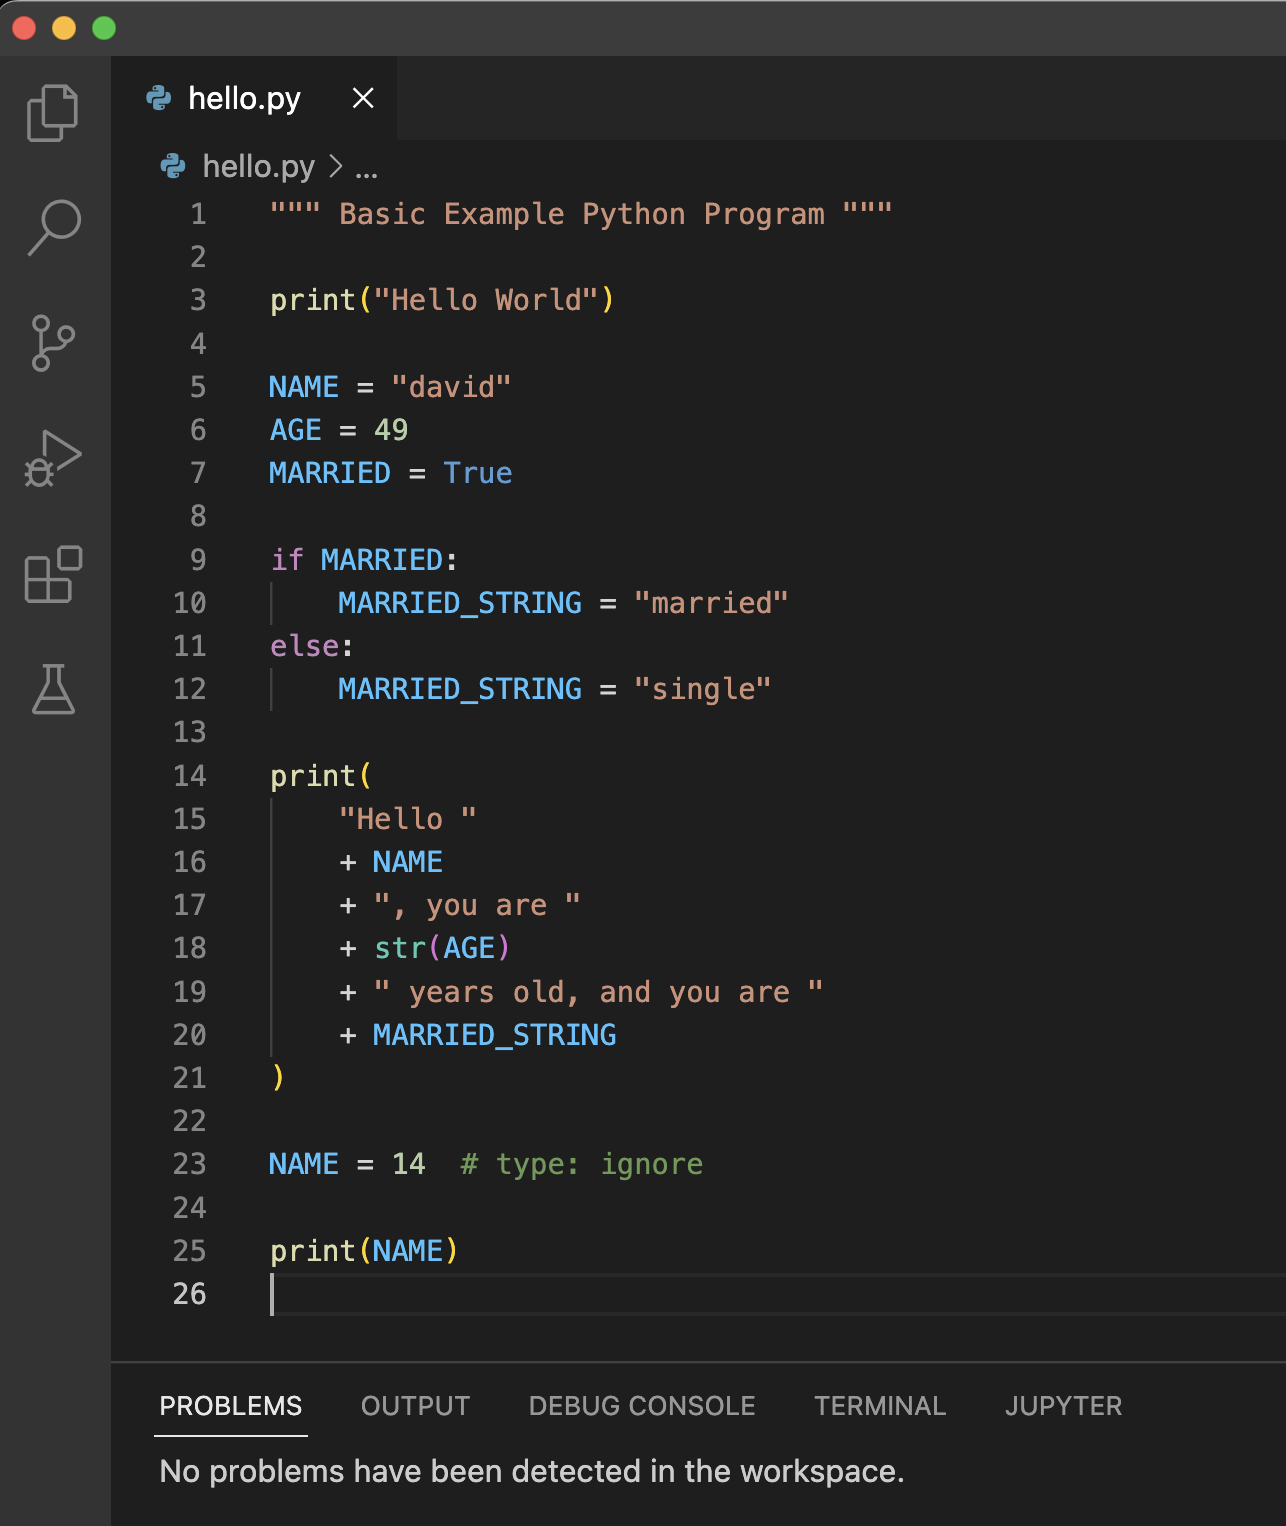 hello.py
hello.py > ...
1 """ Basic Example Python Program """
2
3 print("Hello World")
4
5 NAME = "david"
6 AGE = 49
7 MARRIED = True
8
9 if MARRIED:
10     MARRIED_STRING = "married"
11 else:
12     MARRIED_STRING = "single"
13
14 print(
15     "Hello "
16     + NAME
17     + ", you are "
18     + str(AGE)
19     + " years old, and you are "
20     + MARRIED_STRING
21 )
22
23 NAME = 14  # type: ignore
24
25 print(NAME)
26
PROBLEMS OUTPUT DEBUG CONSOLE TERMINAL JUPYTER
No problems have been detected in the workspace.